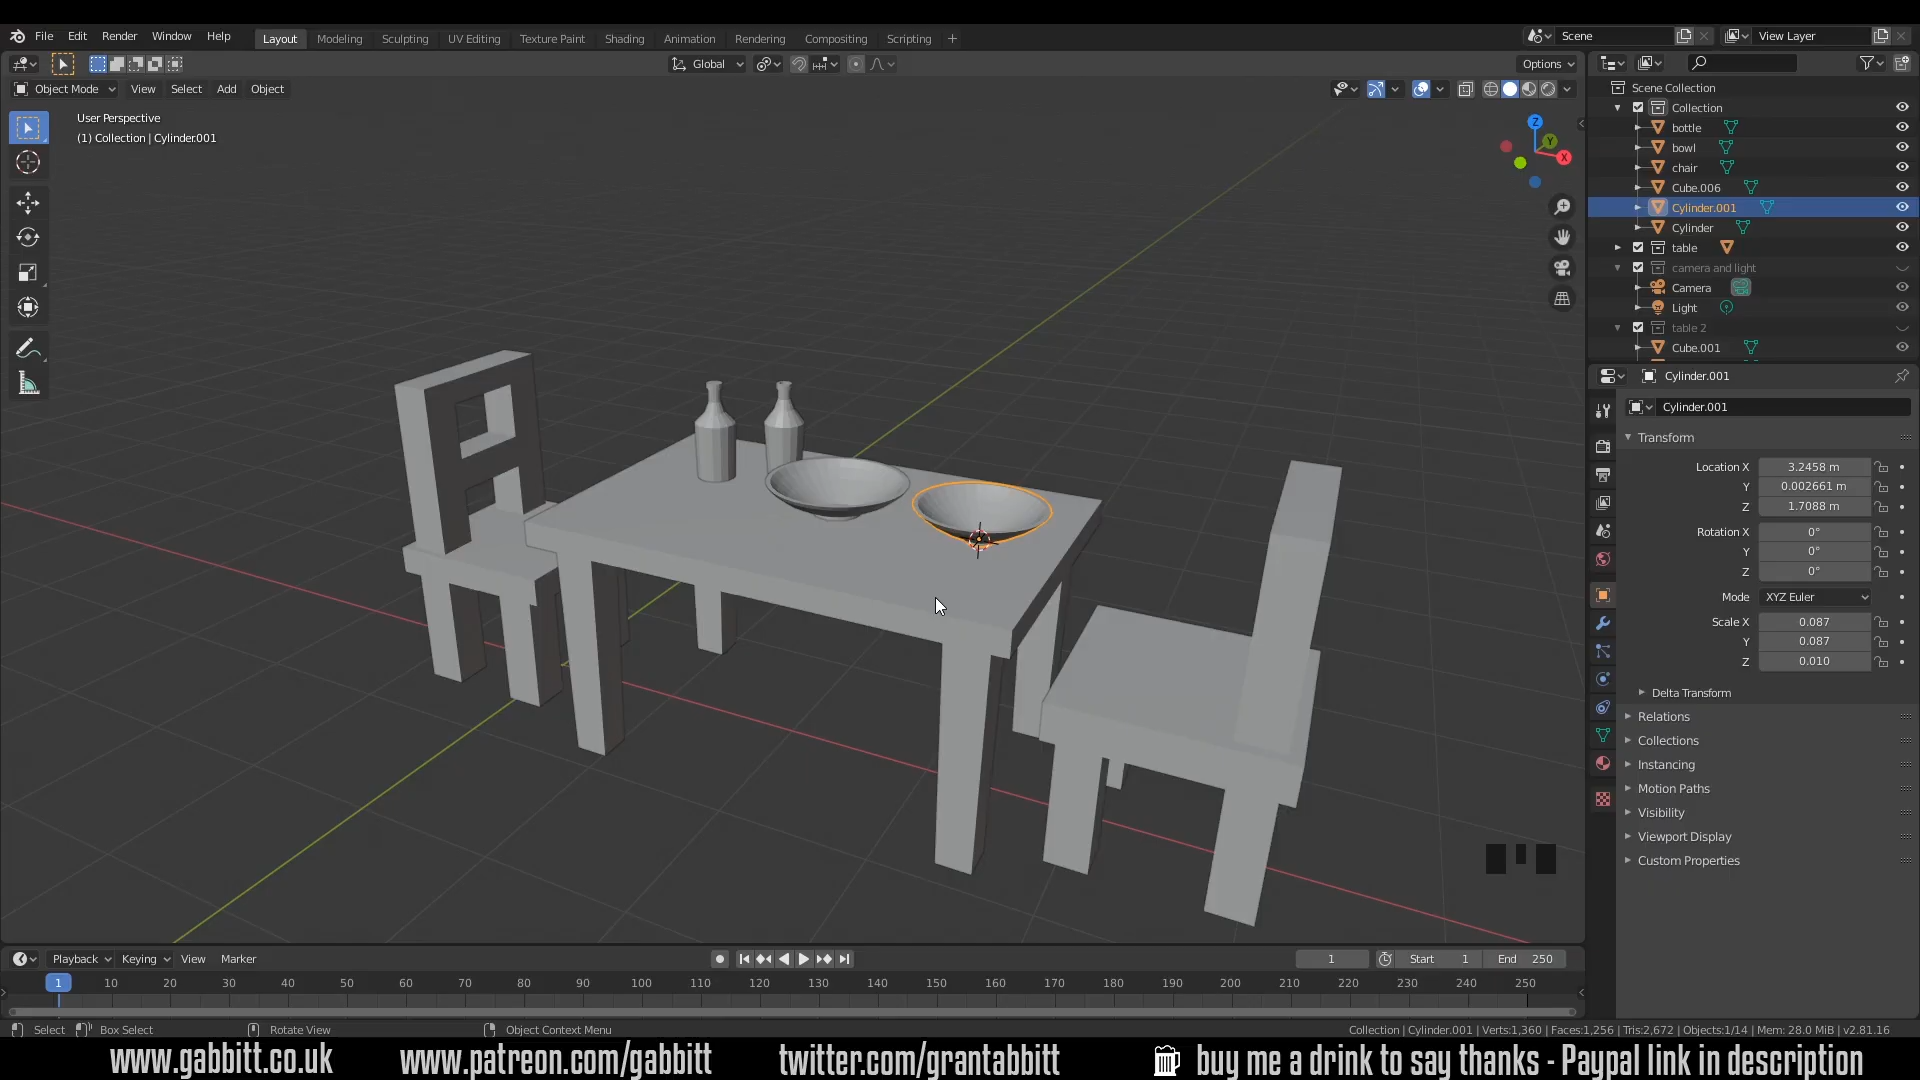 File Edit Render Window Help
Layout Modeling Sculpting UV Editing Texture Paint Shading Animation Rendering Compositing Scripting +
Scene
View Layer
Global
Options
Object Mode View Select Add Object
User Perspective
(1) Collection | Cylinder.001
Z
Y
X
Scene Collection
Collection
bottle
bowl
chair
Cube.006
Cylinder.001
Cylinder
table
camera and light
Camera
Light
table 2
Cube.001
Cylinder.001
Cylinder.001
Transform
Location X 3.2458 m
Y 0.002661 m
Z 1.7088 m
Rotation X 0°
Y 0°
Z 0°
Mode XYZ Euler
Scale X 0.087
Y 0.087
Z 0.010
Delta Transform
Relations
Collections
Instancing
Motion Paths
Visibility
Viewport Display
Custom Properties
Playback Keying View Marker
1
Start 1
End 250
1 10 20 30 40 50 60 70 80 90 100 110 120 130 140 150 160 170 180 190 200 210 220 230 240 250
Select Box Select Rotate View Object Context Menu
Collection | Cylinder.001 | Verts:1,360 | Faces:1,256 | Tris:2,672 | Objects:1/14 | Mem: 28.0 MiB | v2.81.16
www.gabbitt.co.uk www.patreon.com/gabbitt twitter.com/grantabbitt buy me a drink to say thanks - Paypal link in description